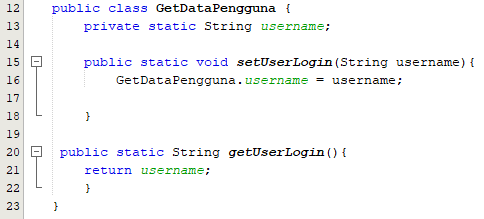 12 public class GetDataPengguna {
13 private static String username;
14
15 public static void setUserLogin(String username){
16 GetDataPengguna.username = username;
17
18 }
19
20 public static String getUserLogin(){
21 return username;
22 }
23 }